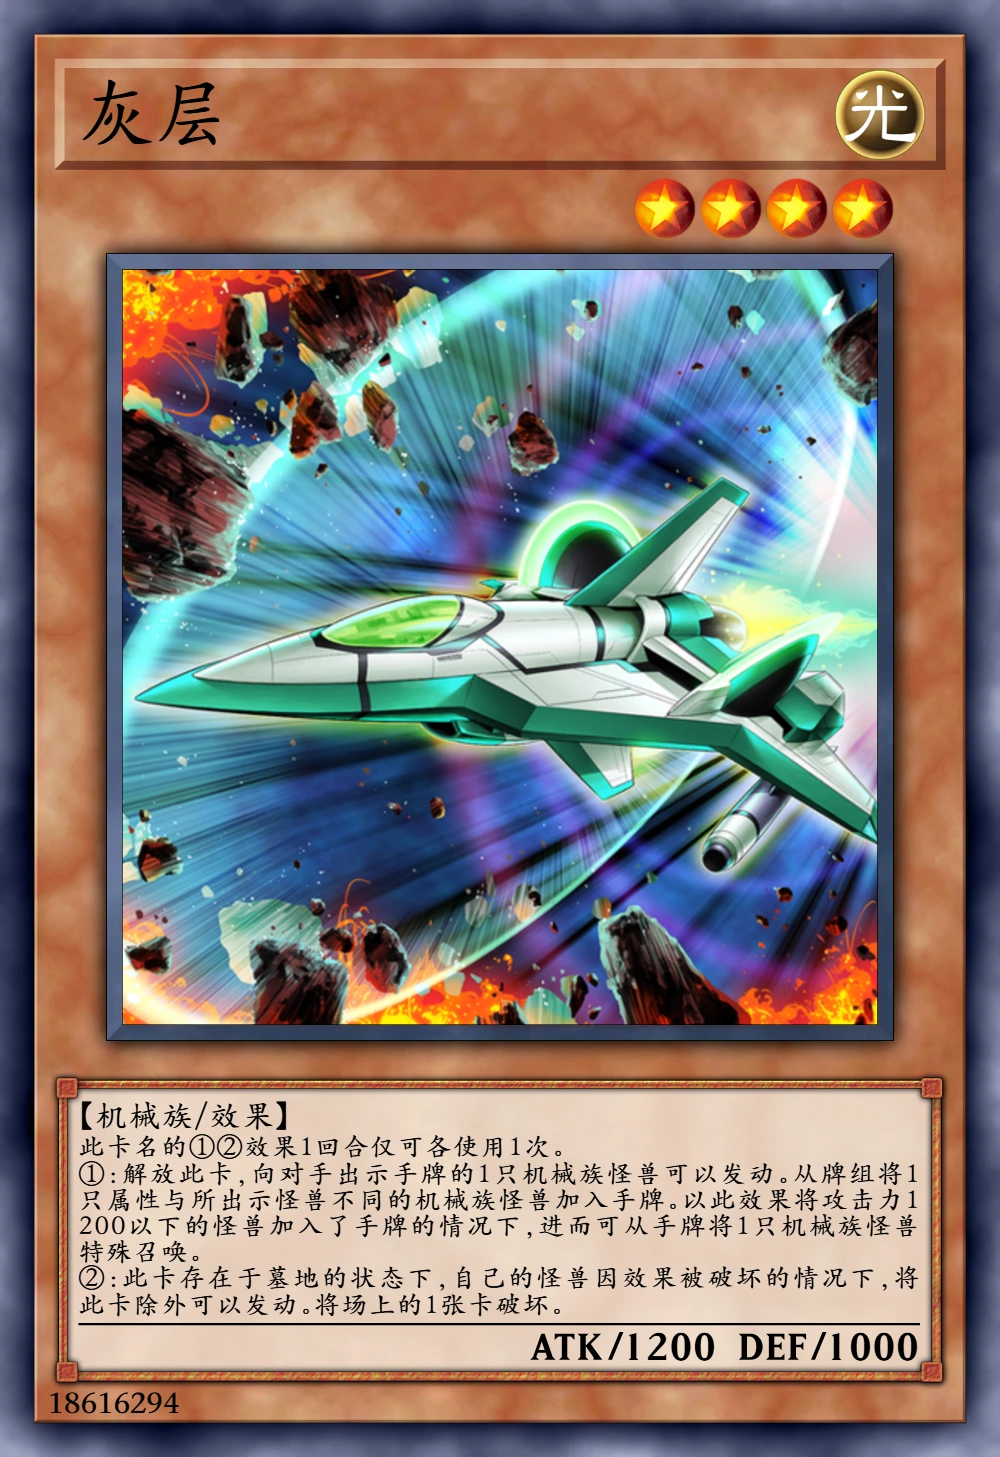 灰层
光
【机械族/效果】
此卡名的①②效果1回合仅可各使用1次。
①:解放此卡,向对手出示手牌的1只机械族怪兽可以发动。从牌组将1
只属性与所出示怪兽不同的机械族怪兽加入手牌。以此效果将攻击力1
200以下的怪兽加入了手牌的情况下,进而可从手牌将1只机械族怪兽
特殊召唤。
②:此卡存在于墓地的状态下,自己的怪兽因效果被破坏的情况下,将
此卡除外可以发动。将场上的1张卡破坏。
ATK/1200 DEF/1000
18616294